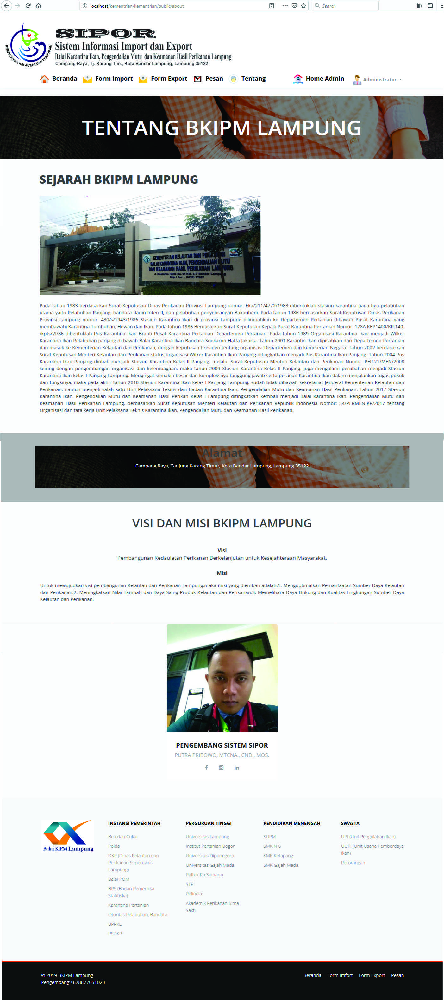 localhost/kementrian/kementrian/public/about
Search
KEMENTERIAN KELAUTAN DAN PERIKANAN
SIPOR
Sistem Informasi Import dan Export
Balai Karantina Ikan, Pengendalian Mutu dan Keamanan Hasil Perikanan Lampung
Campang Raya, Tj. Karang Tim., Kota Bandar Lampung, Lampung 35122
Beranda Form Import Form Export Pesan Tentang Home Admin Administrator
TENTANG BKIPM LAMPUNG
SEJARAH BKIPM LAMPUNG
KEMENTERIAN KELAUTAN DAN PERIKANAN
bkipm
BALAI KARANTINA IKAN, PENGENDALIAN MUTU
DAN KEAMANAN HASIL PERIKANAN LAMPUNG
Jl. Soekarno Hatta No. 91 KM. 6-7 Bandar Lampung
Telp./ Fax. : (0721) 77087
Pada tahun 1983 berdasarkan Surat Keputusan Dinas Perikanan Provinsi Lampung nomor: Eka/211/4772/1983 dibentuklah stasiun karantina pada tiga pelabuhan
utama yaitu Pelabuhan Panjang, bandara Radin Inten II, dan pelabuhan penyebrangan Bakauheni. Pada tahun 1986 berdasarkan Surat Keputusan Dinas Perikanan
Provinsi Lampung nomor: 430/s/1943/1986 Stasiun Karantina ikan di provinsi Lampung dilimpahkan ke Departemen Pertanian dibawah Pusat Karantina yang
membawahi Karantina Tumbuhan, Hewan dan Ikan. Pada tahun 1986 Berdasarkan Surat Keputusan Kepala Pusat Karantina Pertanian Nomor: 178A.KEP1400/KP.140.
/kpts/VI/86 dibentuklah Pos Karantina Ikan Branti Pusat Karantina Pertanian Departemen Pertanian. Pada tahun 1989 Organisasi Karantina Ikan menjadi Wilker
Karantina Ikan Pelabuhan panjang di bawah Balai Karantina Ikan Bandara Soekarno Hatta Jakarta. Tahun 2001 Karantin Ikan dipisahkan dari Departemen Pertanian
dan masuk ke Kementerian Kelautan dan Perikanan, dengan keputusan Presiden tentang organisasi Departemen dan kemeterian Negara. Tahun 2002 berdasarkan
Surat Keputusan Menteri Kelautan dan Perikanan status organisasi Wilker Karantina Ikan Panjang ditingkatkan menjadi Pos Karantina Ikan Panjang. Tahun 2004 Pos
Karantina Ikan Panjang diubah menjadi Stasiun Karantina Kelas II Panjang, melalui Surat Keputusan Menteri Kelautan dan Perikanan Nomor: PER.21/MEN/2008
seiring dengan pengembangan organisasi dan kelembagaan, maka tahun 2009 Stasiun Karantina Kelas II Panjang, juga mengalami perubahan menjadi Stasiun
Karantina Ikan kelas I Panjang Lampung. Mengingat semakin besar dan kompleksnya tanggung jawab serta peranan Karantina Ikan dalam menjalankan tugas pokok
dan fungsinya, maka pada akhir tahun 2010 Stasiun Karantina Ikan kelas I Panjang Lampung, sudah tidak dibawah sekretariat Jenderal Kementerian Kelautan dan
Perikanan, namun menjadi salah satu Unit Pelaksana Teknis dari Badan Karantina Ikan, Pengendalian Mutu dan Keamanan Hasil Perikanan. Tahun 2017 Stasiun
Karantina Ikan, Pengendalian Mutu dan Keamanan Hasil Perikan Kelas I Lampung ditingkatkan kembali menjadi Balai Karantina Ikan, Pengendalian Mutu dan
Keamanan Hasil Perikanan Lampung, berdasarkan Surat Keputusan Menteri Kelautan dan Perikanan Republik Indonesia Nomor: 54/PERMEN-KP/2017 tentang
Organisasi dan tata kerja Unit Pelaksana Teknis Karantina Ikan, Pengendalian Mutu dan Keamanan Hasil Perikanan.
Alamat
Campang Raya, Tanjung Karang Timur, Kota Bandar Lampung, Lampung 35122
VISI DAN MISI BKIPM LAMPUNG
Visi
Pembangunan Kedaulatan Perikanan Berkelanjutan untuk Kesejahteraan Masyarakat.
Misi
Untuk mewujudkan visi pembangunan Kelautan dan Perikanan Lampung,maka misi yang diemban adalah:1. Mengoptimalkan Pemanfaatan Sumber Daya Kelautan
dan Perikanan.2. Meningkatkan Nilai Tambah dan Daya Saing Produk Kelautan dan Perikanan.3. Memelihara Daya Dukung dan Kualitas Lingkungan Sumber Daya
Kelautan dan Perikanan.
PENGEMBANG SISTEM SIPOR
PUTRA PRIBOWO, MTCNA., CND., MOS.
Balai KIPM Lampung
INSTANSI PEMERINTAH
Bea dan Cukai
Polda
DKP (Dinas Kelautan dan
Perikanan Seperovinsi
Lampung)
Balai POM
BPS (Badan Pemeriksa
Statitiska)
Karantina Pertanian
Otoritas Pelabuhan, Bandara
BPPKL
PSDKP
PERGURUAN TINGGI
Universitas Lampung
Institut Pertanian Bogor
Universitas Diponegoro
Universitas Gajah Mada
Poltek Kp Sidoarjo
STP
Polinela
Akademik Perikanan Bima
Sakti
PENDIDIKAN MENENGAH
SUPM
SMK N 6
SMK Ketapang
SMK Gajah Mada
SWASTA
UPI (Unit Pengolahan Ikan)
UUPI (Unit Usaha Pemberdaya
Ikan)
Perorangan
© 2019 BKIPM Lampung
Pengembang:+628877051023
Beranda Form Imfort Form Export Pesan